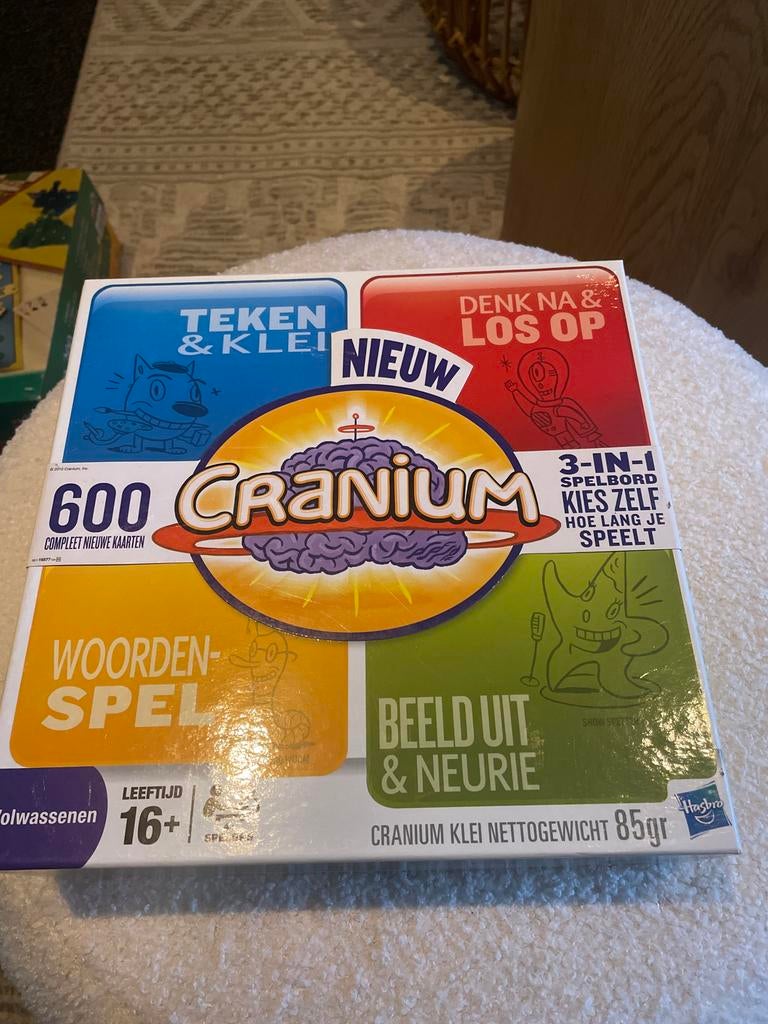 TEKEN
& KLEI
DENK NA &
LOS OP
NIEUW
CRANIUM
600
COMPLEET NIEUWE KAARTEN
3-IN-1
SPELBORD
KIES ZELF
HOE LANG JE
SPEELT
WOORDEN-
SPEL
BEELD UIT
& NEURIE
olwassenen
LEEFTIJD
16+
CRANIUM KLEI NETTOGEWICHT 85gr
Hasbro